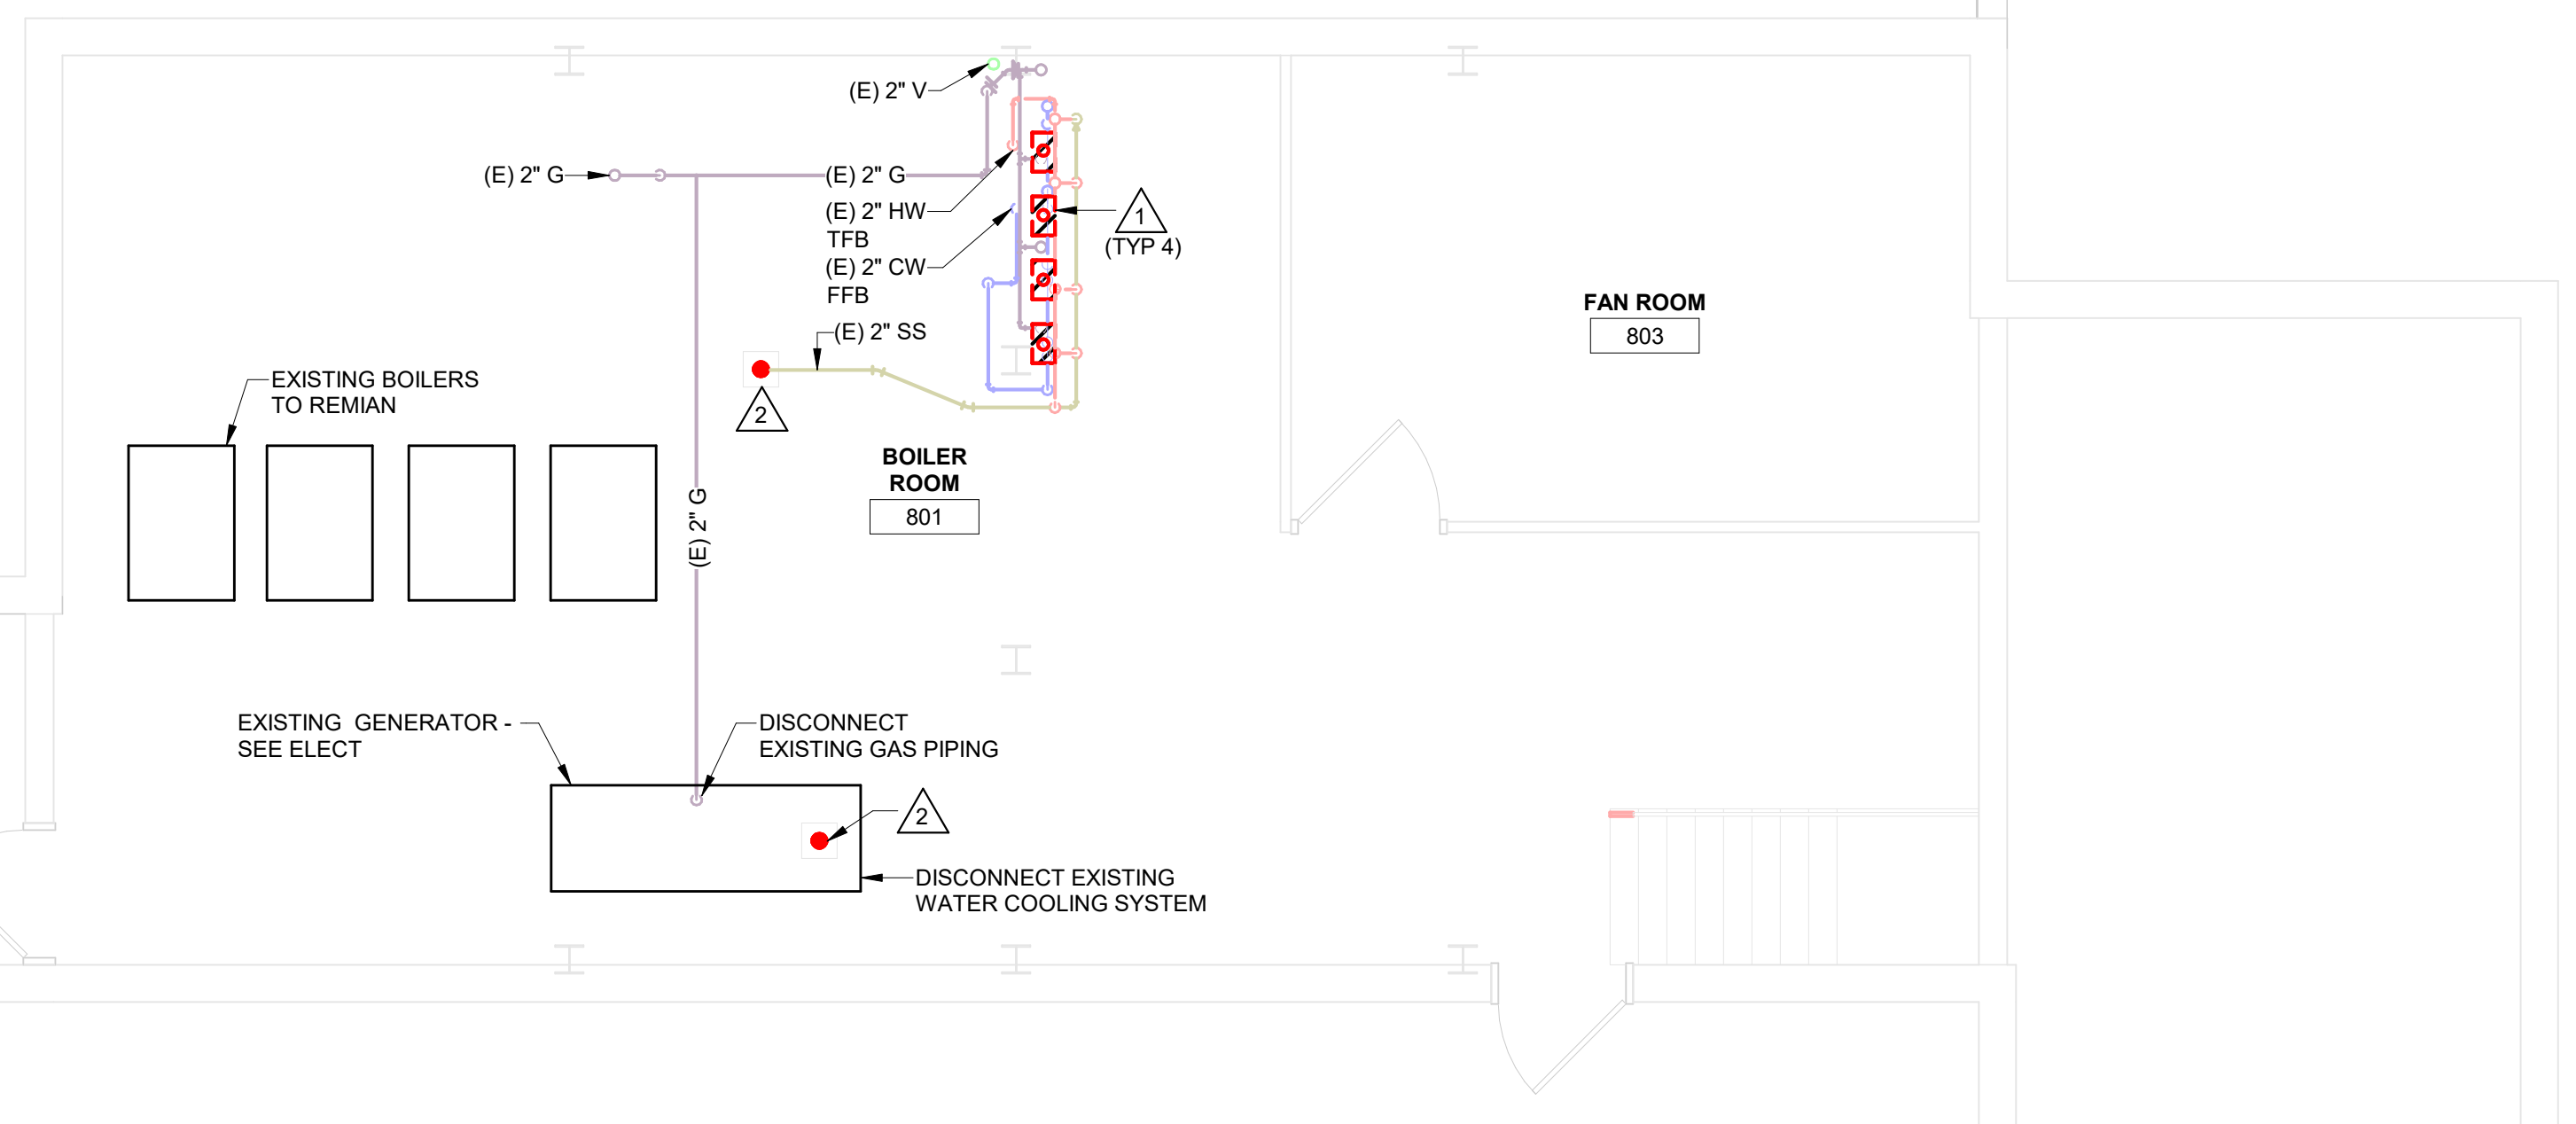 (E) 2" V
(E) 2" G
(E) 2" G
(E) 2" HW
TFB
(E) 2" CW
FFB
1
(TYP 4)
FAN ROOM
803
(E) 2" SS
2
EXISTING BOILERS
TO REMIAN
BOILER
ROOM
801
(E) 2" G
EXISTING GENERATOR -
SEE ELECT
DISCONNECT
EXISTING GAS PIPING
2
DISCONNECT EXISTING
WATER COOLING SYSTEM